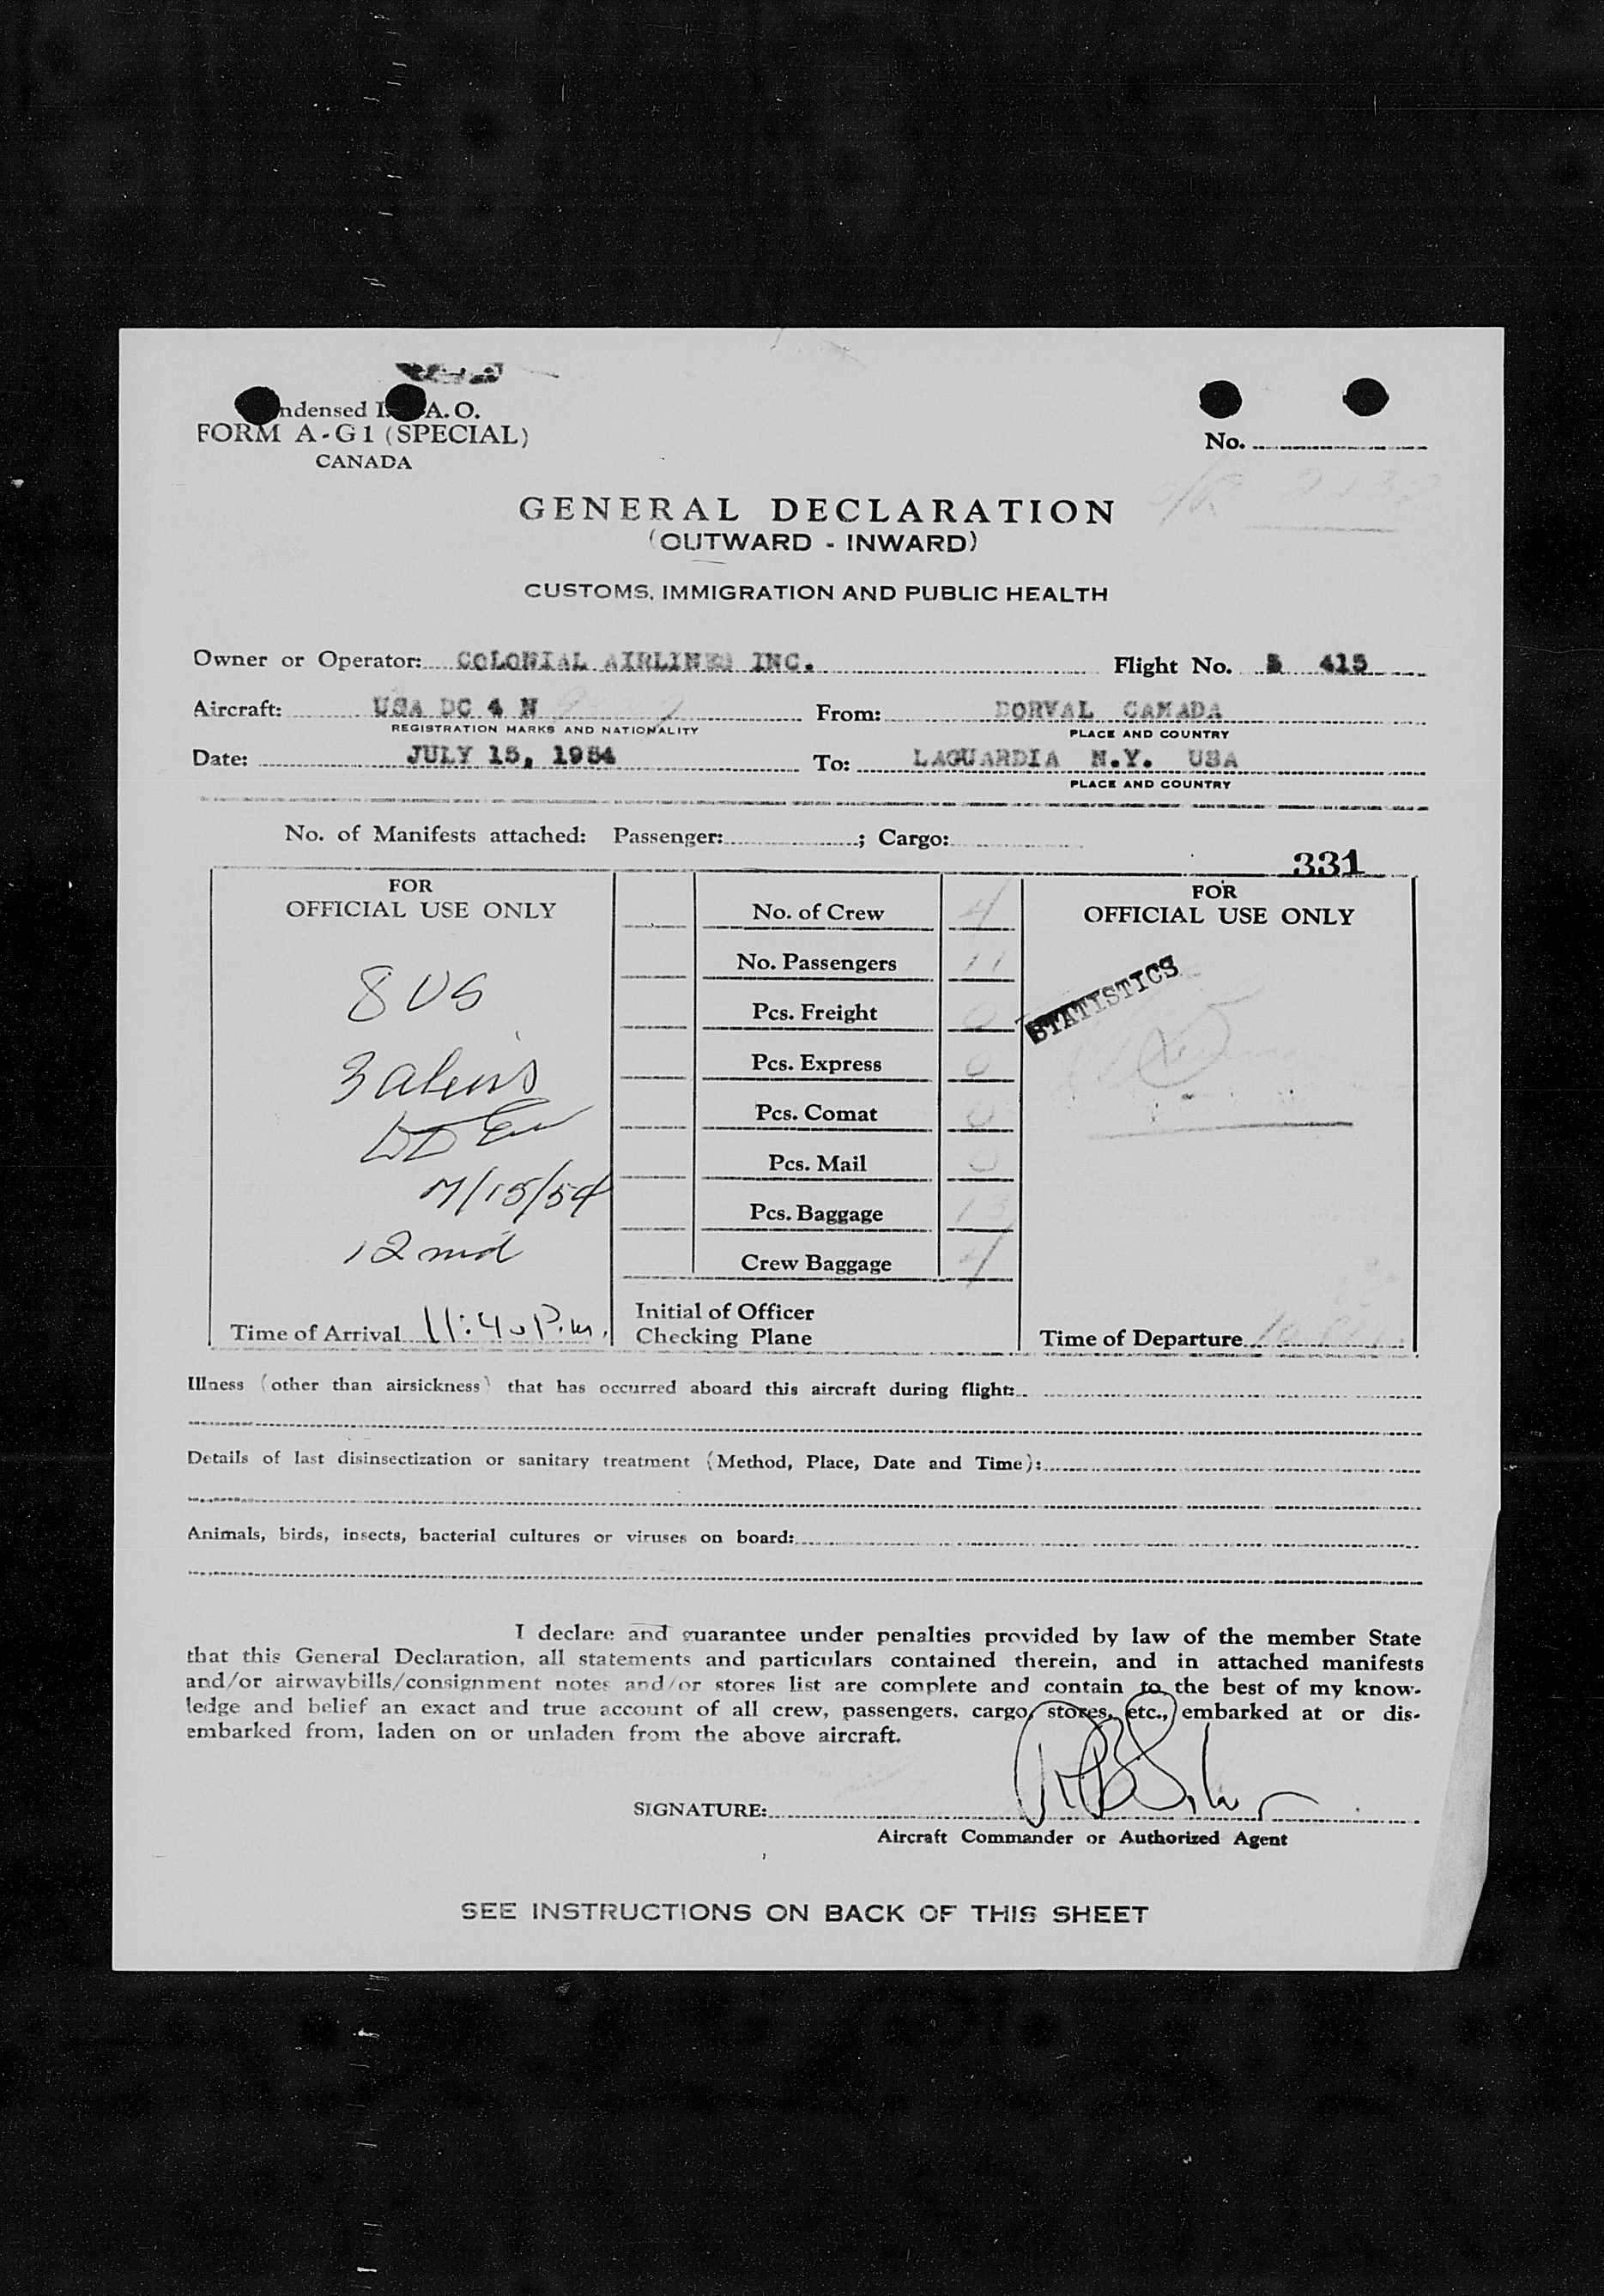 ndensed I. A. O.
FORM A-G1 (SPECIAL)
CANADA
No.
GENERAL DECLARATION
(OUTWARD - INWARD)
CUSTOMS, IMMIGRATION AND PUBLIC HEALTH
Owner or Operator: COLONIAL AIRLINES INC. Flight No. S 415
Aircraft: USA DC 4 N From: DORVAL CANADA
REGISTRATION MARKS AND NATIONALITY PLACE AND COUNTRY
Date: JULY 15, 1954 To: LAGUARDIA N.Y. USA
PLACE AND COUNTRY
No. of Manifests attached: Passenger: ; Cargo:
331
FOR
OFFICIAL USE ONLY
8 US
3 aliens
7/15/54
12 mid
Time of Arrival 11:40 P.m.
No. of Crew 4
No. Passengers 11
Pcs. Freight 0
Pcs. Express 0
Pcs. Comat 0
Pcs. Mail 0
Pcs. Baggage 13
Crew Baggage 4
Initial of Officer
Checking Plane
FOR
OFFICIAL USE ONLY
STATISTICS
Time of Departure
Illness (other than airsickness) that has occurred aboard this aircraft during flight:
Details of last disinsectization or sanitary treatment (Method, Place, Date and Time):
Animals, birds, insects, bacterial cultures or viruses on board:
I declare and guarantee under penalties provided by law of the member State
that this General Declaration, all statements and particulars contained therein, and in attached manifests
and/or airwaybills/consignment notes and/or stores list are complete and contain to the best of my know-
ledge and belief an exact and true account of all crew, passengers, cargo, stores, etc., embarked at or dis-
embarked from, laden on or unladen from the above aircraft.
SIGNATURE:
Aircraft Commander or Authorized Agent
SEE INSTRUCTIONS ON BACK OF THIS SHEET